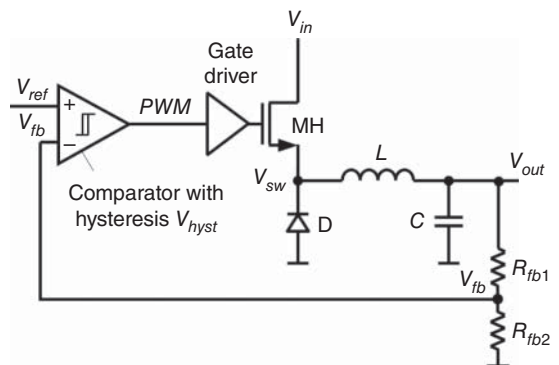 V_in
Gate
driver
V_ref
+
PWM
V_fb
−
MH
L
V_out
V_sw
Comparator with
hysteresis V_hyst
D
C
V_fb
R_fb1
R_fb2